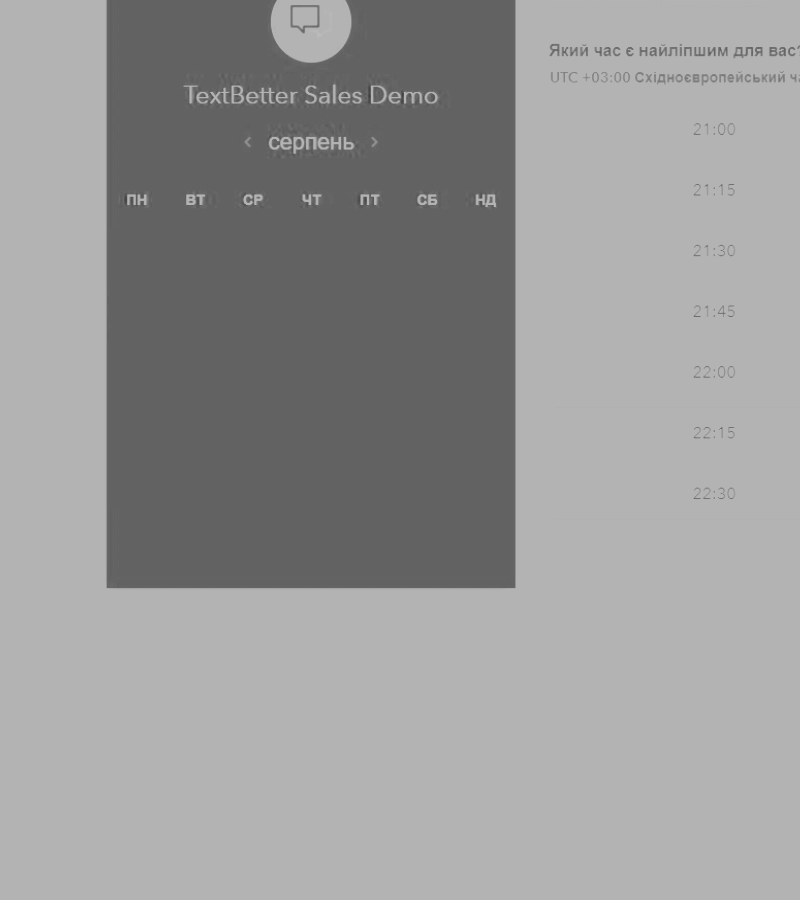 TextBetter Sales Demo
серпень
ПН ВТ СР ЧТ ПТ СБ НД
Який час є найліпшим для вас?
UTC +03:00 Східноєвропейський
21:00
21:15
21:30
21:45
22:00
22:15
22:30